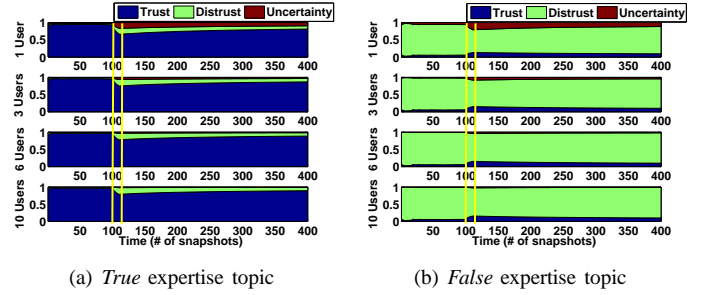 Trust Distrust Uncertainty
1 User
1
0.5
0
50 100 150 200 250 300 350 400
3 Users
1
0.5
0
50 100 150 200 250 300 350 400
6 Users
1
0.5
0
50 100 150 200 250 300 350 400
10 Users
1
0.5
0
50 100 150 200 250 300 350 400
Time (# of snapshots)
(a) True expertise topic
Trust Distrust Uncertainty
1 User
1
0.5
0
50 100 150 200 250 300 350 400
3 Users
1
0.5
0
50 100 150 200 250 300 350 400
6 Users
1
0.5
0
50 100 150 200 250 300 350 400
10 Users
1
0.5
0
50 100 150 200 250 300 350 400
Time (# of snapshots)
(b) False expertise topic